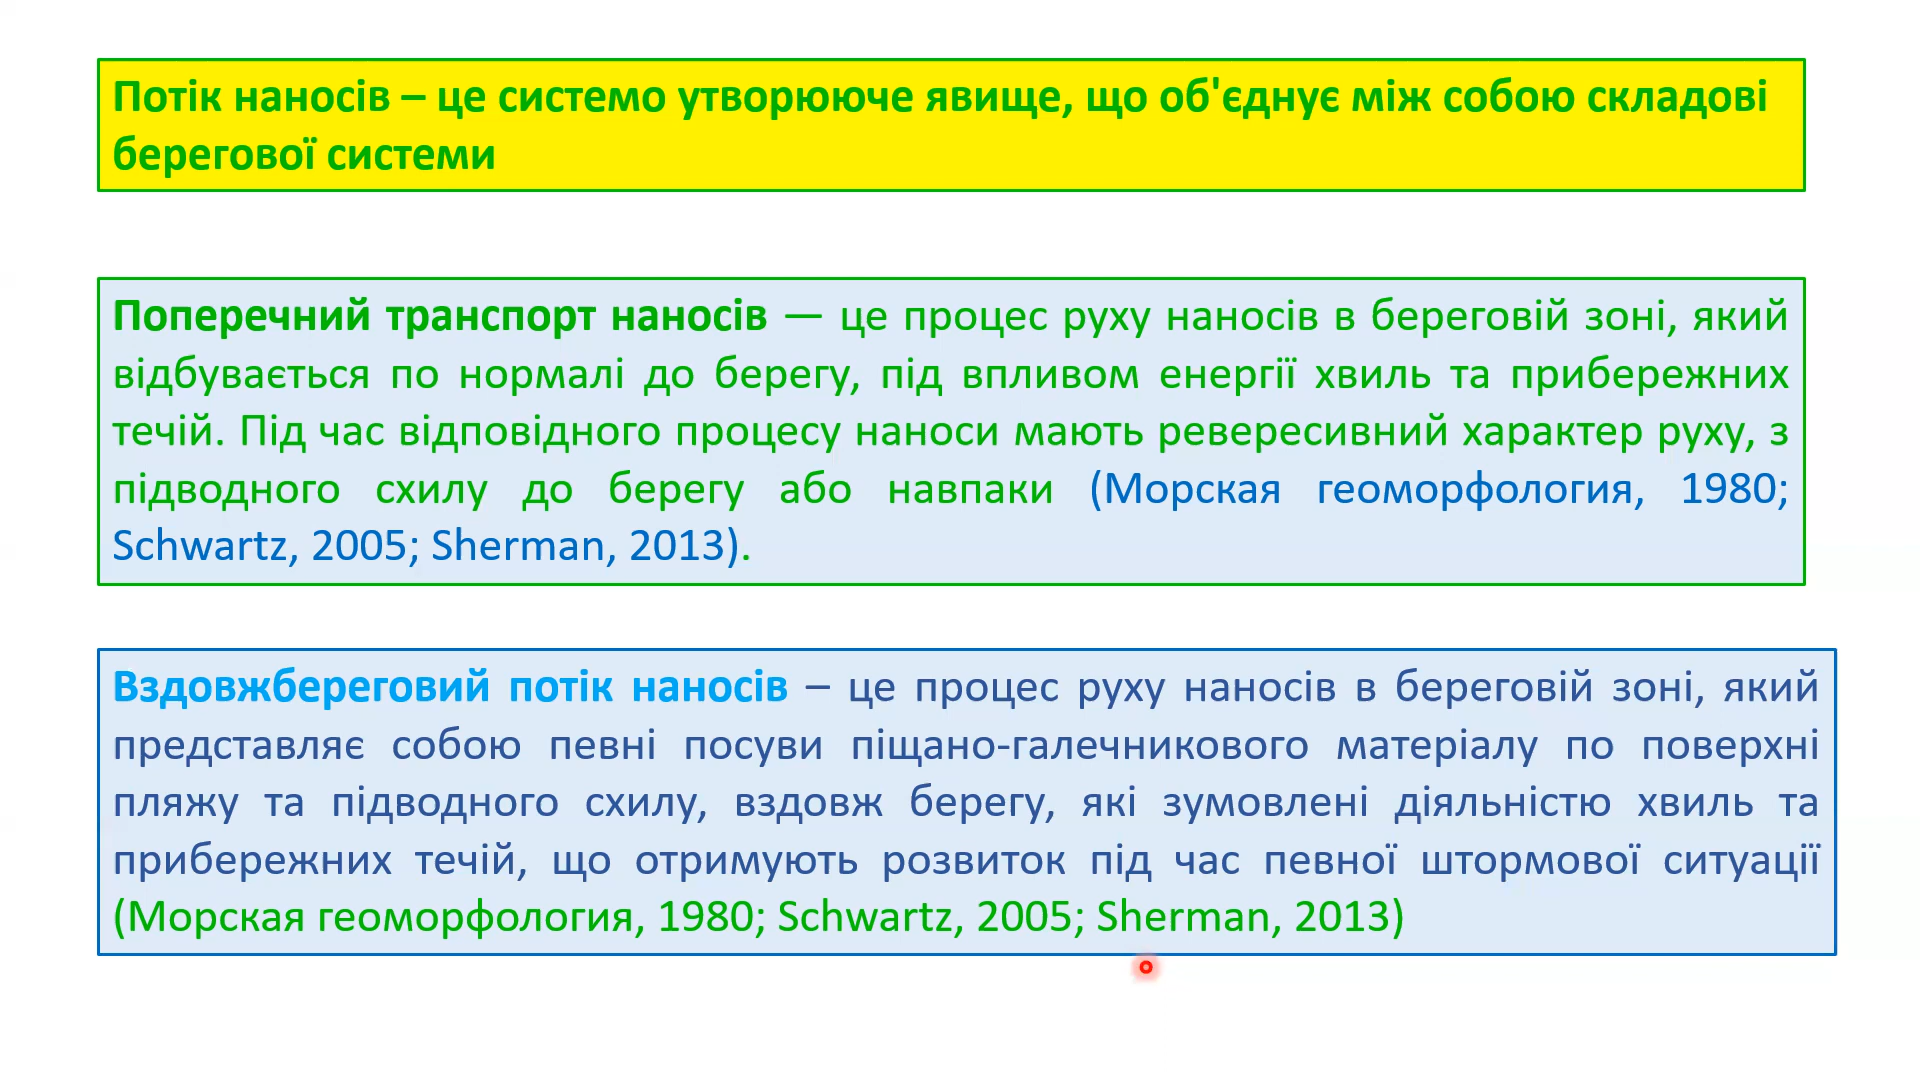 Потік наносів – це системо утворююче явище, що об'єднує між собою складові
берегової системи
Поперечний транспорт наносів — це процес руху наносів в береговій зоні, який
відбувається по нормалі до берегу, під впливом енергії хвиль та прибережних
течій. Під час відповідного процесу наноси мають ревересивний характер руху, з
підводного схилу до берегу або навпаки (Морская геоморфология, 1980;
Schwartz, 2005; Sherman, 2013).
Вздовжбереговий потік наносів – це процес руху наносів в береговій зоні, який
представляє собою певні посуви піщано-галечникового матеріалу по поверхні
пляжу та підводного схилу, вздовж берегу, які зумовлені діяльністю хвиль та
прибережних течій, що отримують розвиток під час певної штормової ситуації
(Морская геоморфология, 1980; Schwartz, 2005; Sherman, 2013)